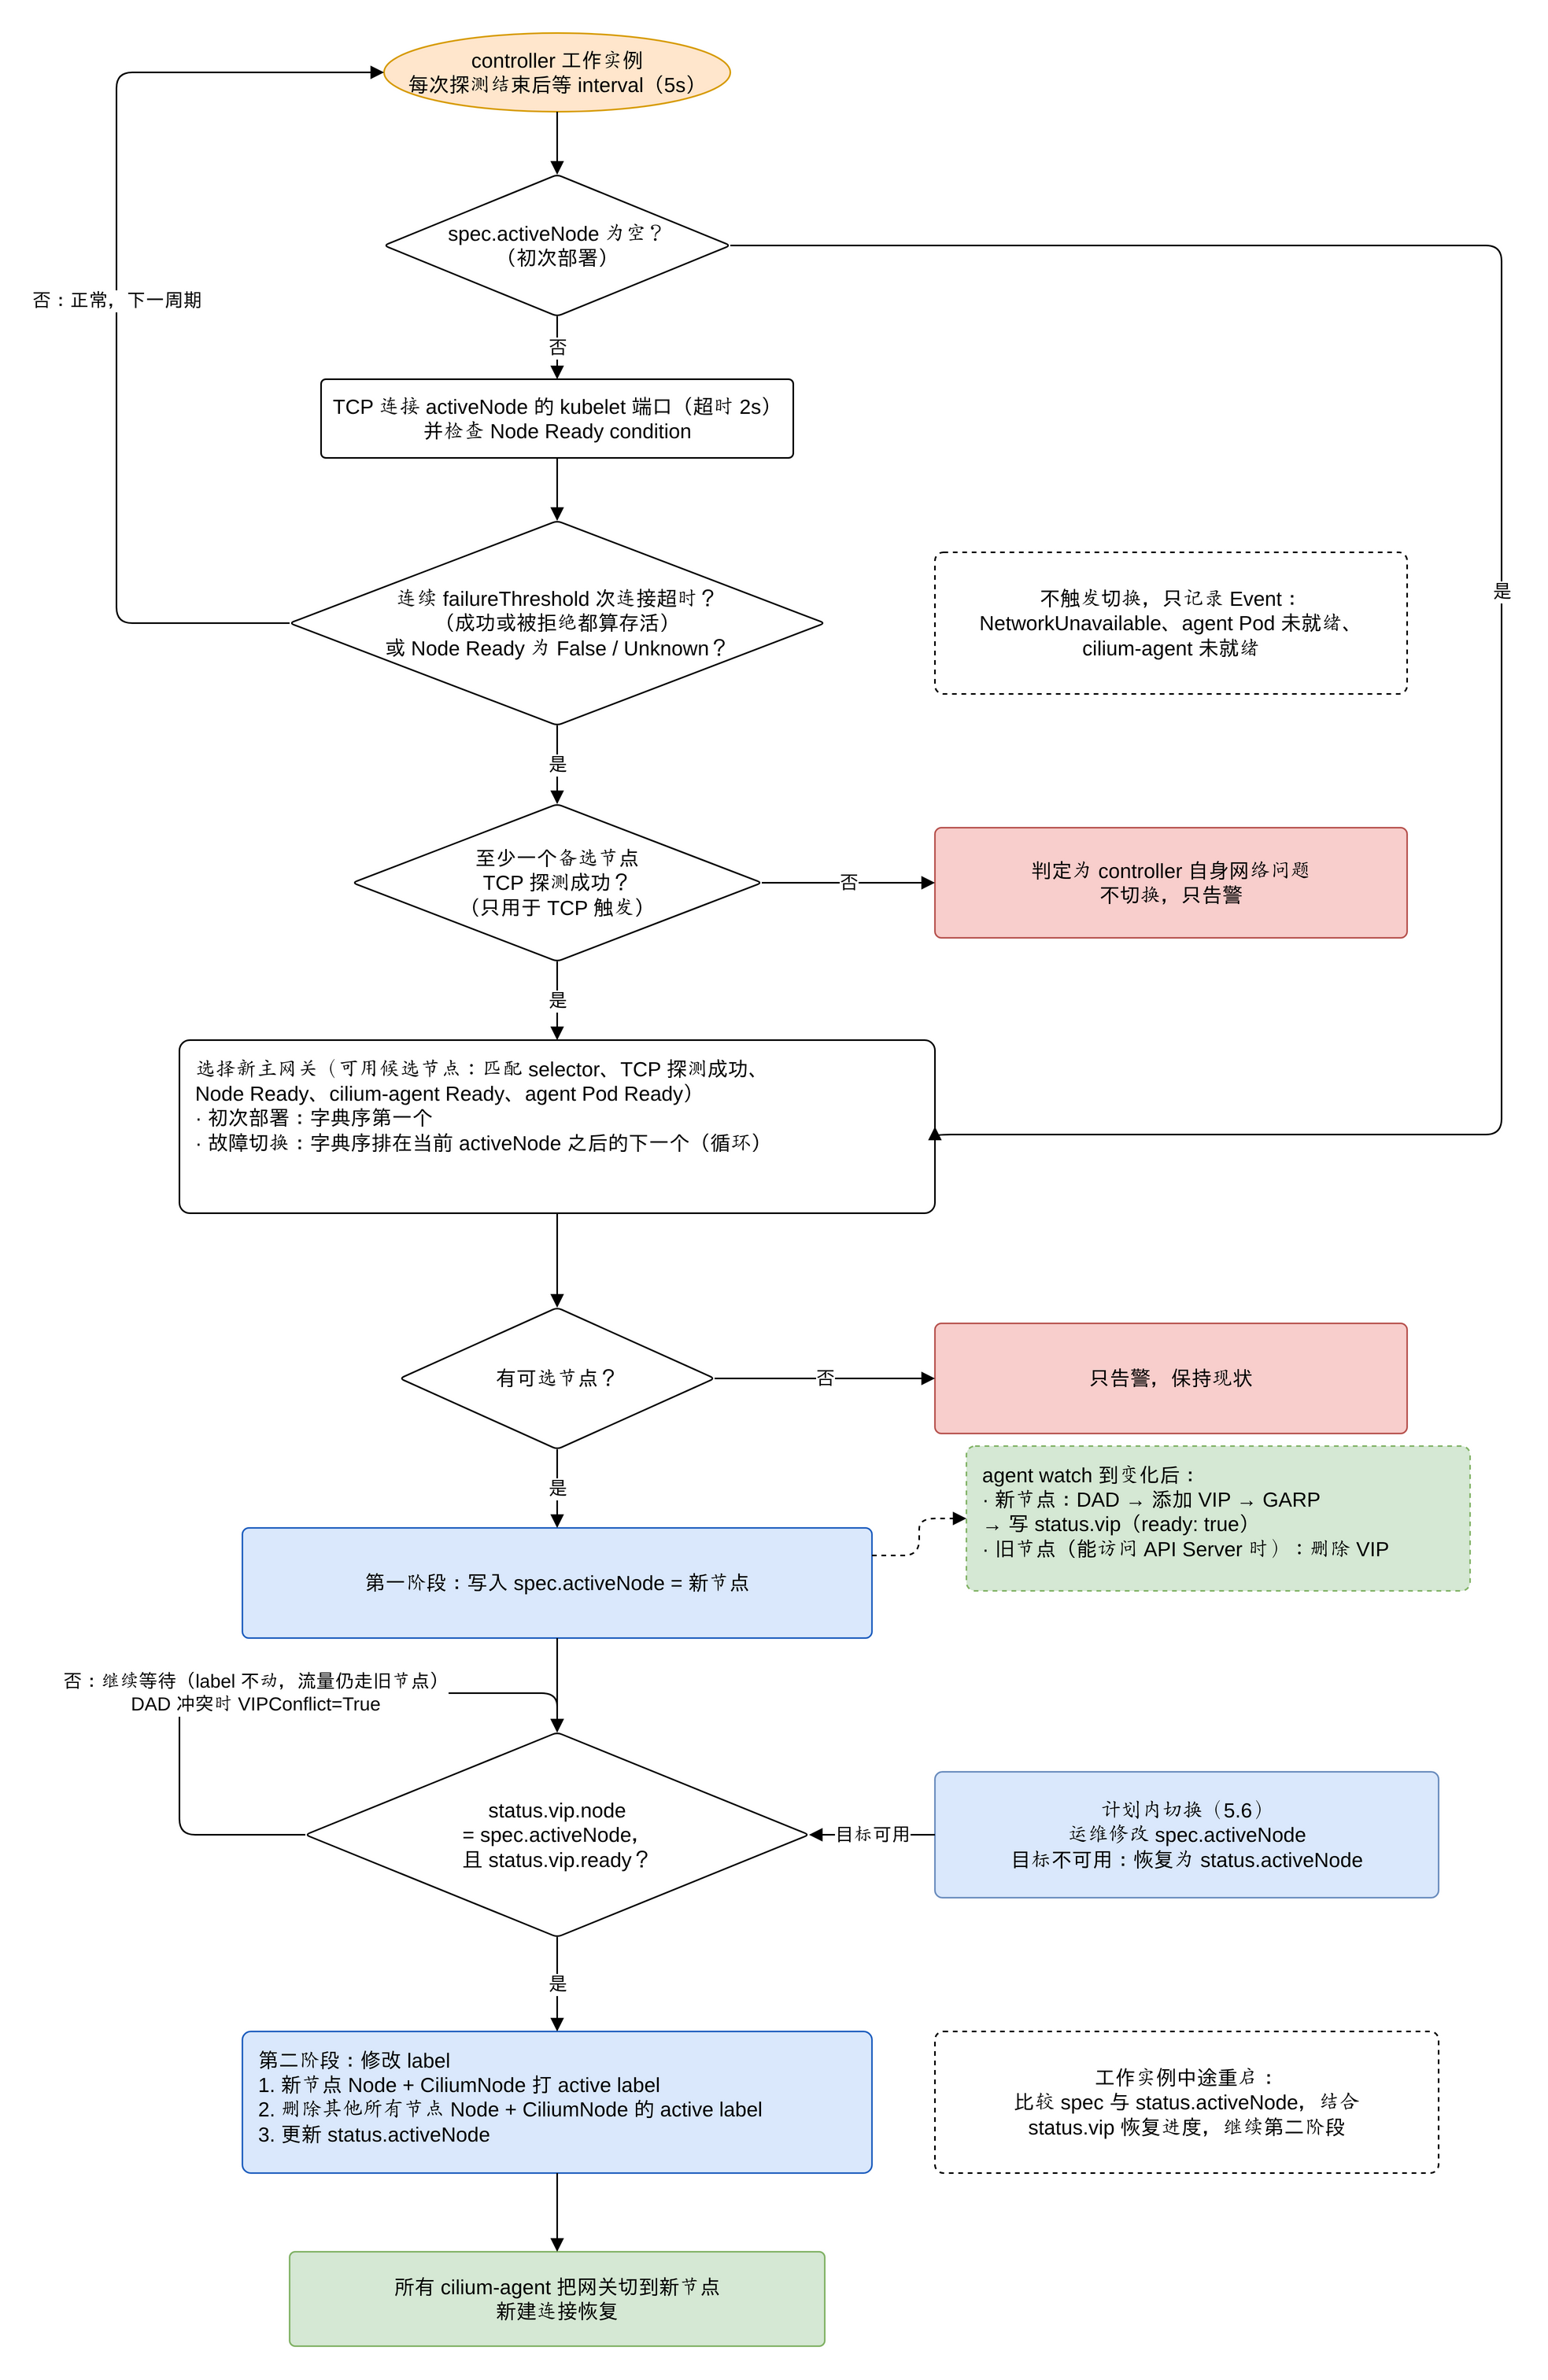 controller 工作实例
每次探测结束后等 interval（5s）
spec.activeNode 为空？
（初次部署）
否：正常，下一周期
否
TCP 连接 activeNode 的 kubelet 端口（超时 2s）
并检查 Node Ready condition
连续 failureThreshold 次连接超时？
（成功或被拒绝都算存活）
或 Node Ready 为 False / Unknown？
不触发切换，只记录 Event：
NetworkUnavailable、agent Pod 未就绪、
cilium-agent 未就绪
是
是
至少一个备选节点
TCP 探测成功？
（只用于 TCP 触发）
否
判定为 controller 自身网络问题
不切换，只告警
是
选择新主网关（可用候选节点：匹配 selector、TCP 探测成功、
Node Ready、cilium-agent Ready、agent Pod Ready）
· 初次部署：字典序第一个
· 故障切换：字典序排在当前 activeNode 之后的下一个（循环）
有可选节点？
否
只告警，保持现状
是
agent watch 到变化后：
· 新节点：DAD → 添加 VIP → GARP
→ 写 status.vip（ready: true）
· 旧节点（能访问 API Server 时）：删除 VIP
第一阶段：写入 spec.activeNode = 新节点
否：继续等待（label 不动，流量仍走旧节点）
DAD 冲突时 VIPConflict=True
status.vip.node
= spec.activeNode，
且 status.vip.ready？
目标可用
计划内切换（5.6）
运维修改 spec.activeNode
目标不可用：恢复为 status.activeNode
是
第二阶段：修改 label
1. 新节点 Node + CiliumNode 打 active label
2. 删除其他所有节点 Node + CiliumNode 的 active label
3. 更新 status.activeNode
工作实例中途重启：
比较 spec 与 status.activeNode，结合
status.vip 恢复进度，继续第二阶段
所有 cilium-agent 把网关切到新节点
新建连接恢复